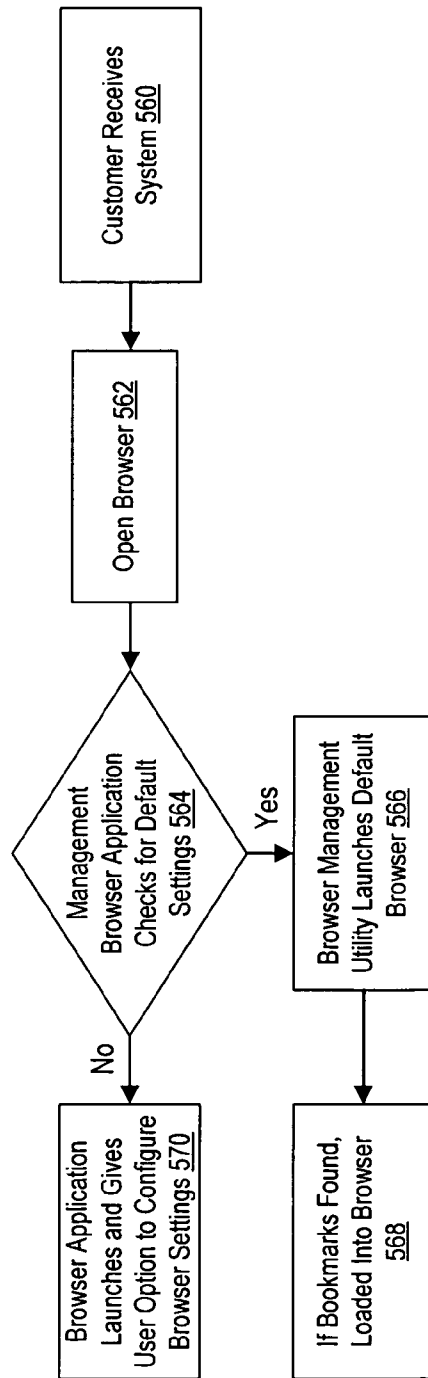 Customer Receives
System 560
Open Browser 562
Management
Browser Application
Checks for Default
Settings 564
Yes
Browser Management
Utility Launches Default
Browser 566
If Bookmarks Found,
Loaded Into Browser
568
No
Browser Application
Launches and Gives
User Option to Configure
Browser Settings 570